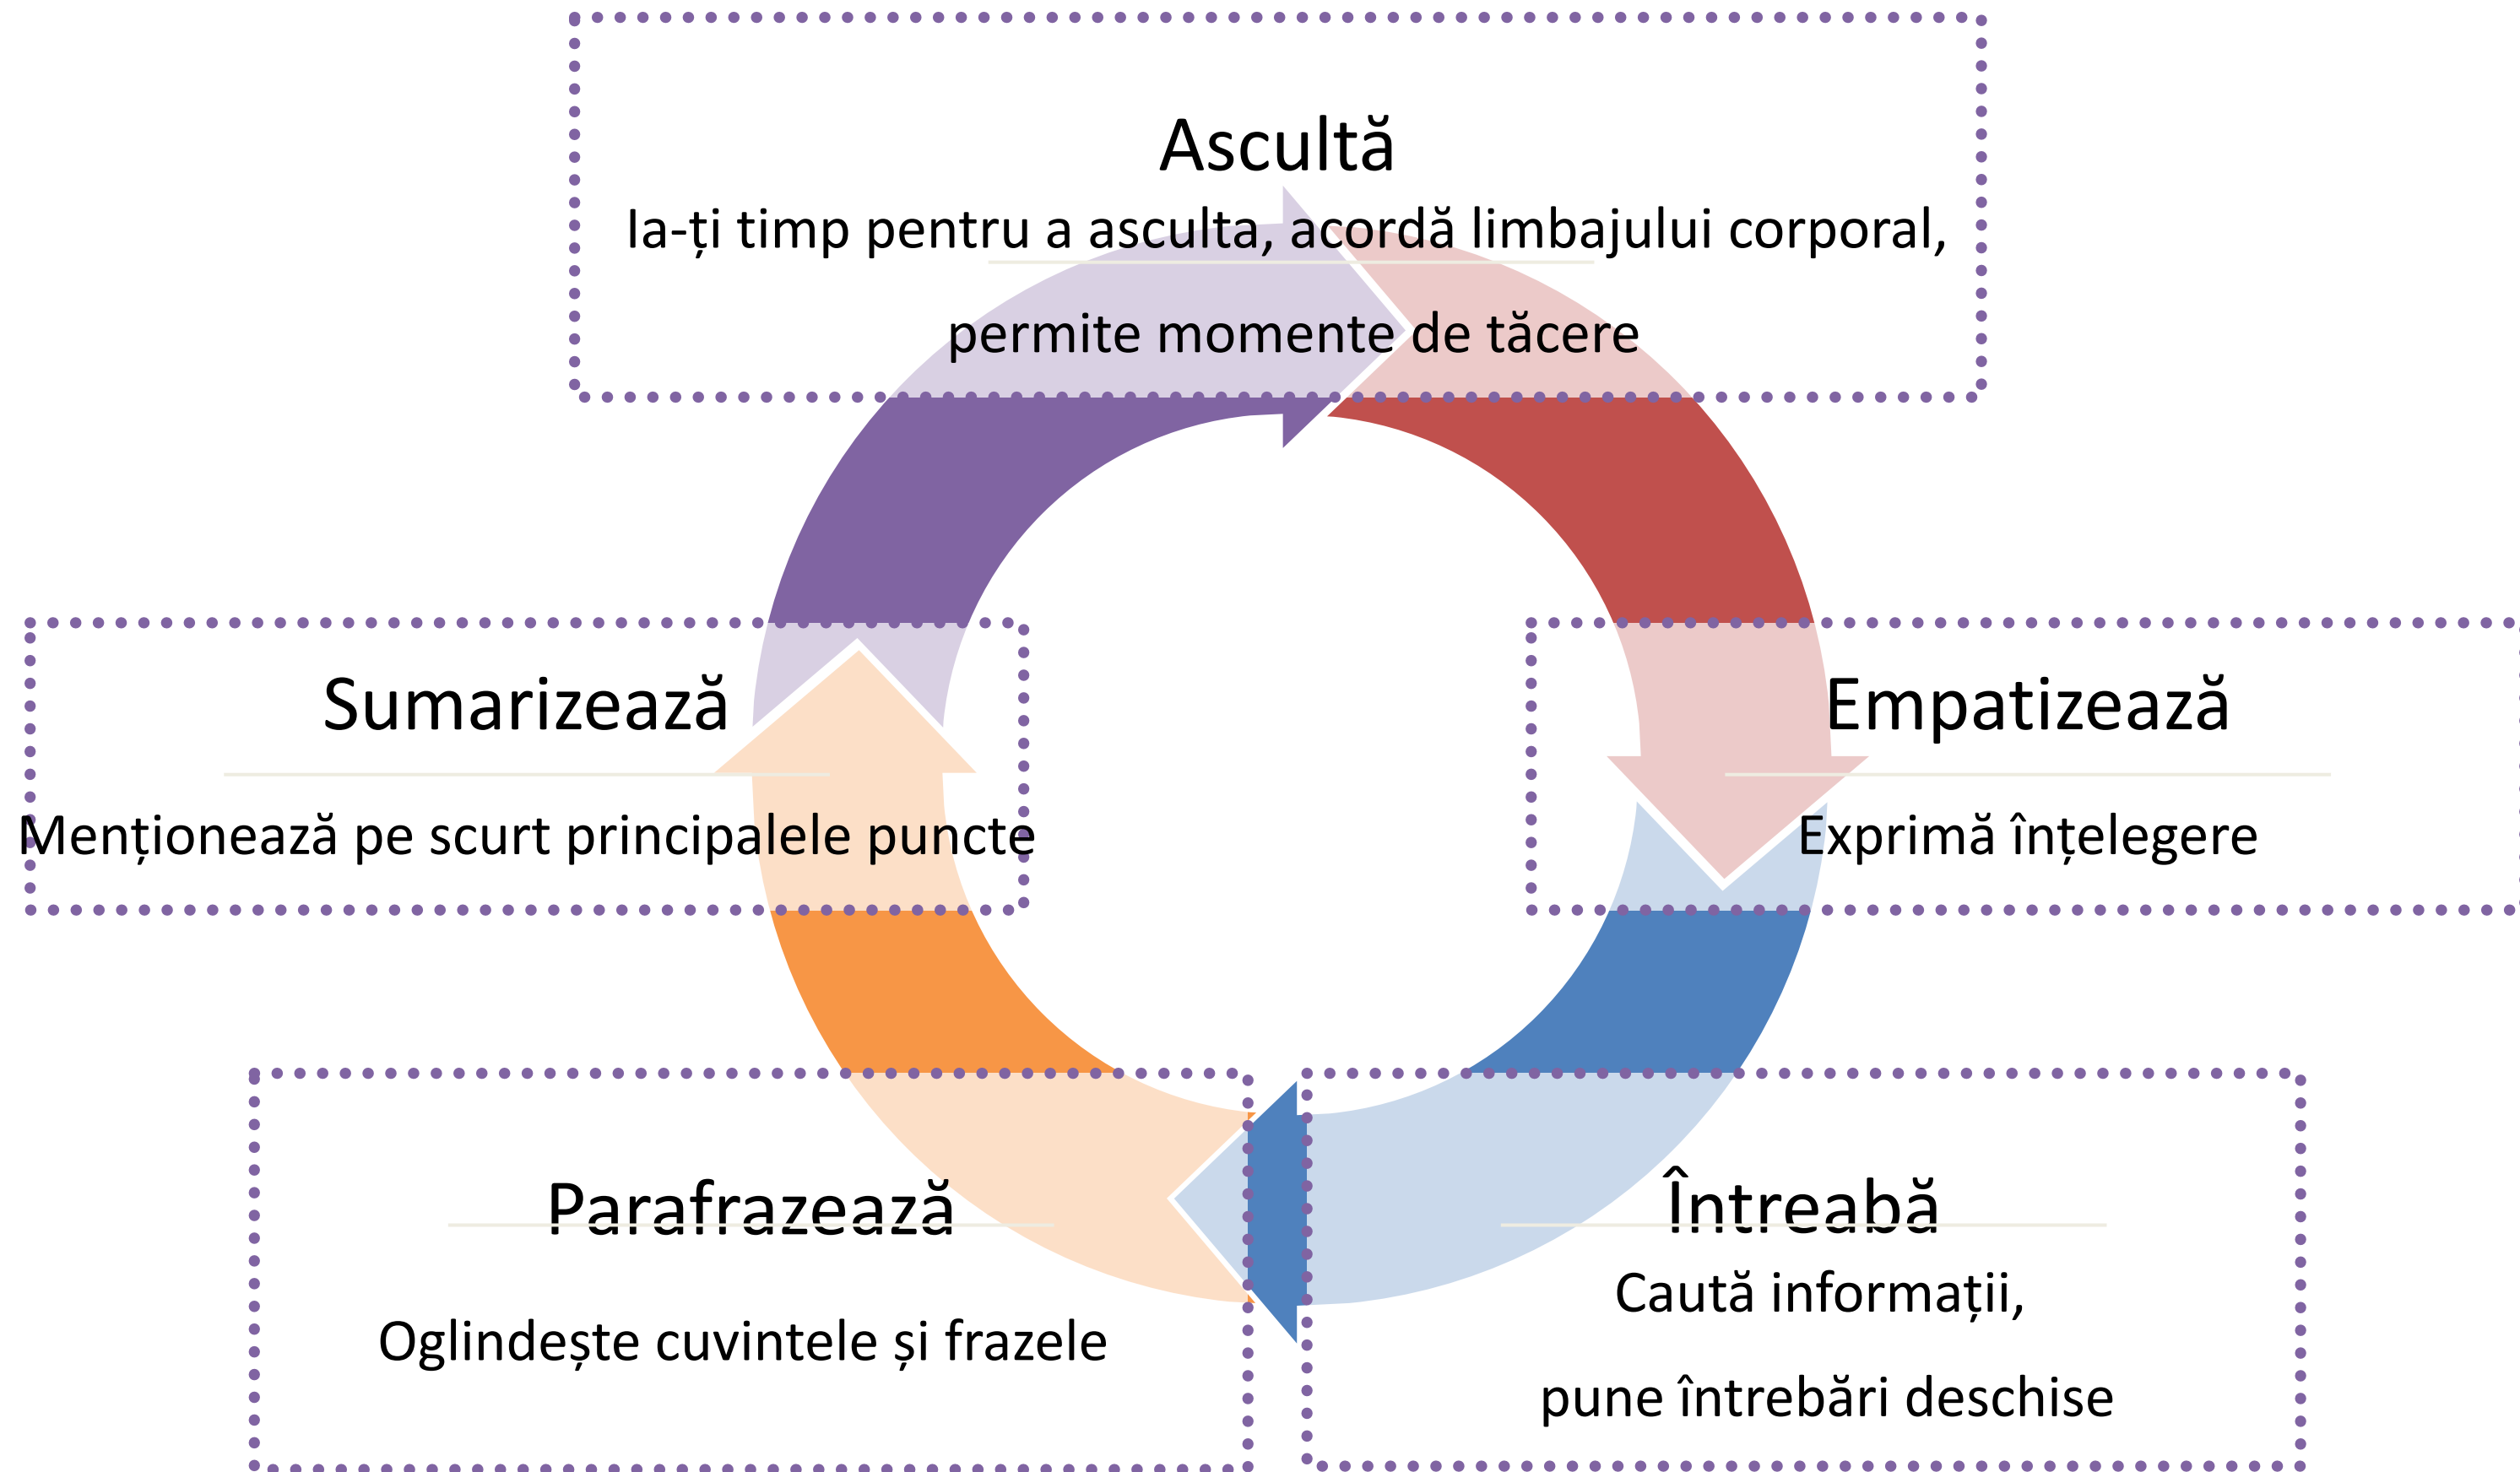 Ascultă
Ia-ți timp pentru a asculta, acordă limbajului corporal,
permite momente de tăcere
Sumarizează
Menționează pe scurt principalele puncte
Empatizează
Exprimă înțelegere
Parafrazează
Oglindește cuvintele și frazele
Întreabă
Caută informații,
pune întrebări deschise